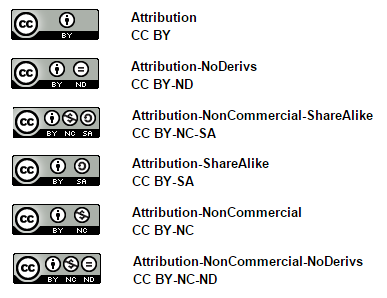 cc BY
Attribution
CC BY
cc BY ND
Attribution-NoDerivs
CC BY-ND
cc BY NC SA
Attribution-NonCommercial-ShareAlike
CC BY-NC-SA
cc BY SA
Attribution-ShareAlike
CC BY-SA
cc BY NC
Attribution-NonCommercial
CC BY-NC
cc BY NC ND
Attribution-NonCommercial-NoDerivs
CC BY-NC-ND